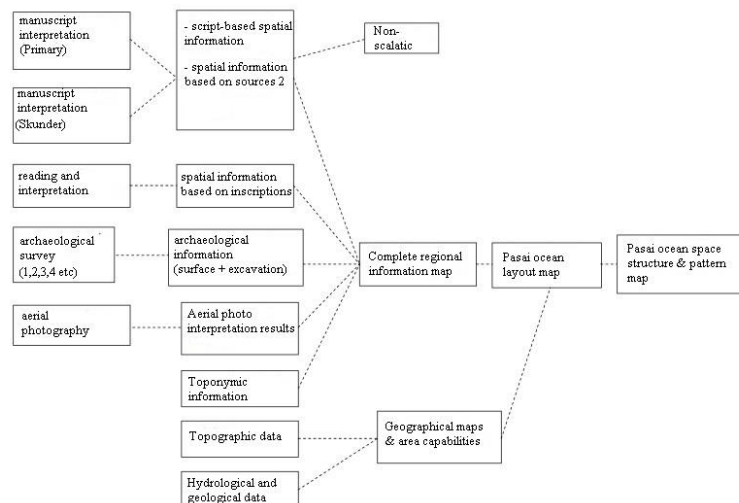 manuscript
interpretation
(Primary)
- script-based spatial
information
- spatial information
based on sources 2
Non-
scalatic
manuscript
interpretation
(Skunder)
reading and
interpretation
spatial information
based on inscriptions
archaeological
survey
(1,2,3,4 etc)
archaeological
information
(surface + excavation)
Complete regional
information map
Pasai ocean
layout map
Pasai ocean space
structure & pattern
map
aerial
photography
Aerial photo
interpretation results
Toponymic
information
Topographic data
Geographical maps
& area capabilities
Hydrological and
geological data